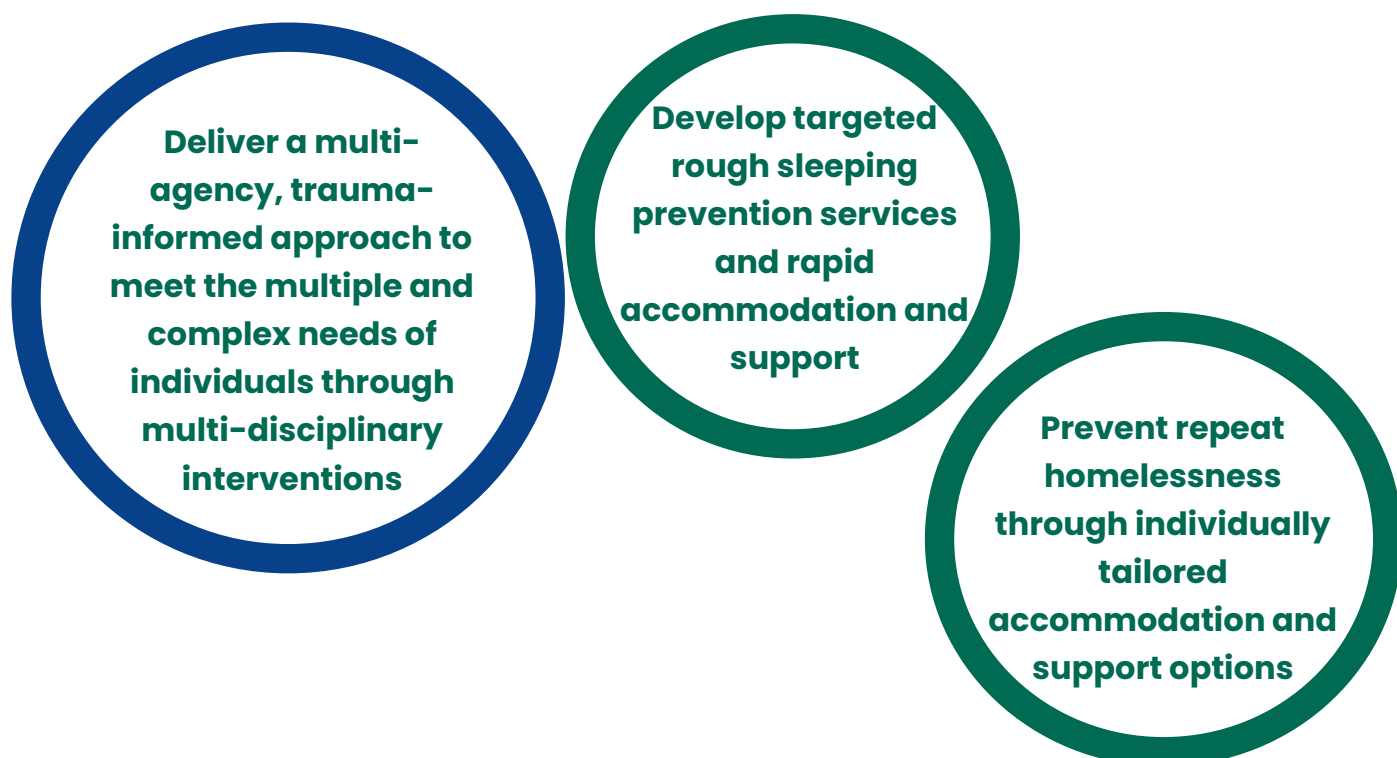 Deliver a multi-
agency, trauma-
informed approach to
meet the multiple and
complex needs of
individuals through
multi-disciplinary
interventions
Develop targeted
rough sleeping
prevention services
and rapid
accommodation and
support
Prevent repeat
homelessness
through individually
tailored
accommodation and
support options